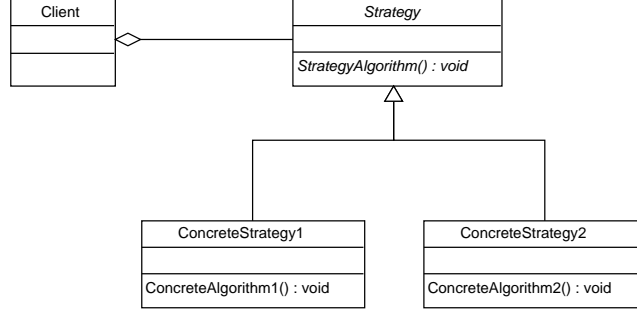 Client
Strategy
StrategyAlgorithm() : void
ConcreteStrategy1
ConcreteStrategy2
ConcreteAlgorithm1() : void
ConcreteAlgorithm2() : void